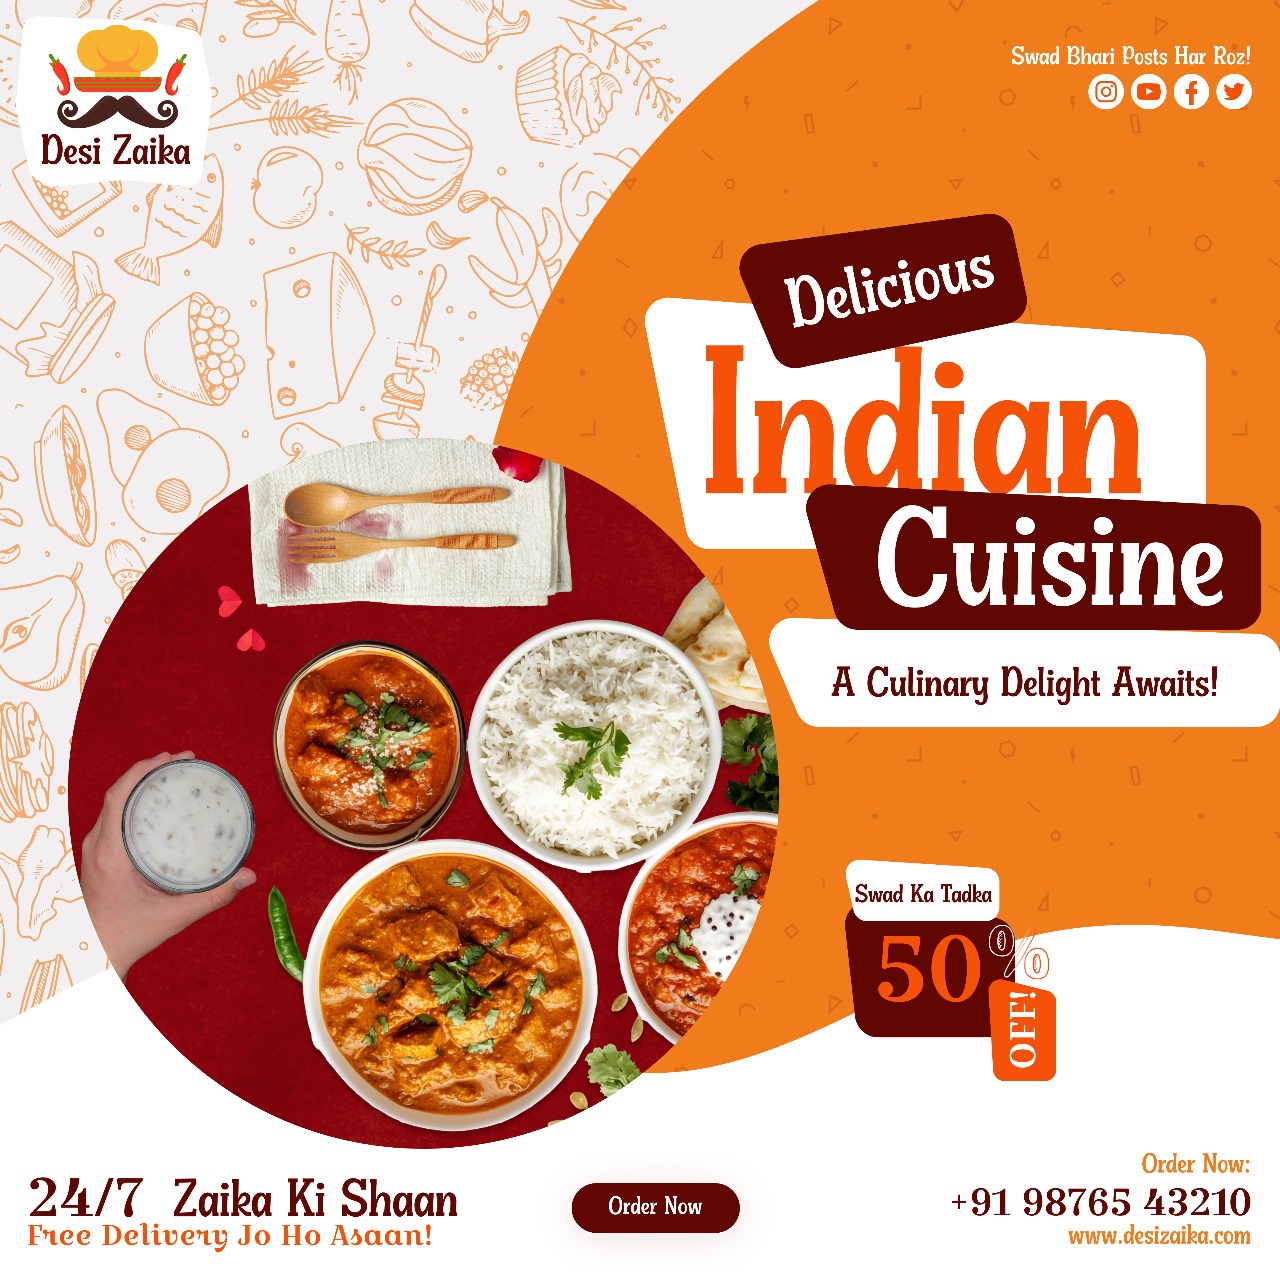 Desi Zaika
Swad Bhari Posts Har Roz!
Delicious
Indian
Cuisine
A Culinary Delight Awaits!
Swad Ka Tadka
50%
OFF!
24/7 Zaika Ki Shaan
Free Delivery Jo Ho Asaan!
Order Now
Order Now:
+91 98765 43210
www.desizaika.com